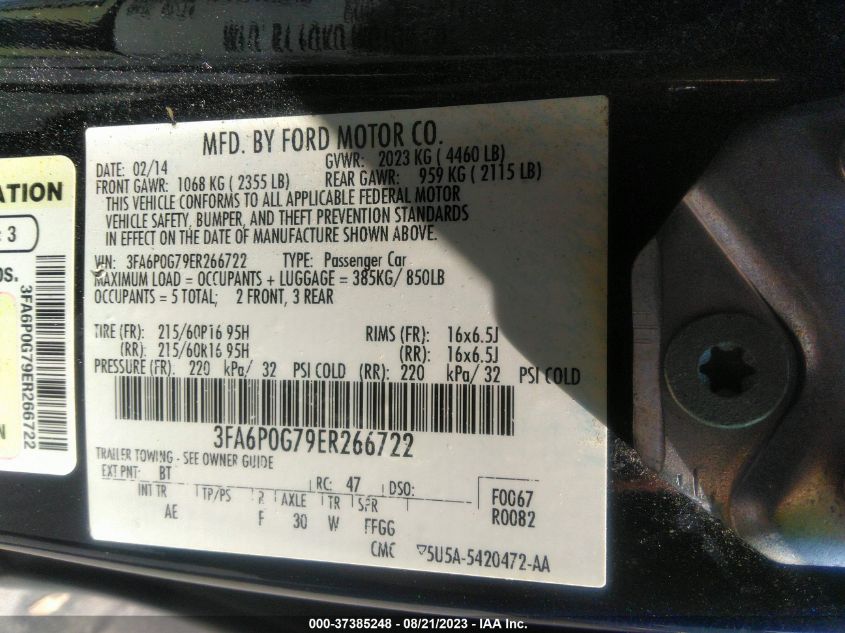 MFD. BY FORD MOTOR CO.
DATE: 02/14 GVWR: 2023 KG ( 4460 LB)
FRONT GAWR: 1068 KG ( 2355 LB) REAR GAWR: 959 KG ( 2115 LB)
THIS VEHICLE CONFORMS TO ALL APPLICABLE FEDERAL MOTOR
VEHICLE SAFETY, BUMPER, AND THEFT PREVENTION STANDARDS
IN EFFECT ON THE DATE OF MANUFACTURE SHOWN ABOVE.
VIN: 3FA6P0G79ER266722 TYPE: Passenger Car
MAXIMUM LOAD = OCCUPANTS + LUGGAGE = 385KG/ 850LB
OCCUPANTS = 5 TOTAL; 2 FRONT, 3 REAR
TIRE (FR): 215/60P16 95H RIMS (FR): 16x6.5J
(RR): 215/60R16 95H (RR): 16x6.5J
PRESSURE (FR): 220 kPa/ 32 PSI COLD (RR): 220 kPa/ 32 PSI COLD
3FA6P0G79ER266722
TRAILER TOWING - SEE OWNER GUIDE
EXT PNT: BT RC: 47 DSO:
INT TR TP/PS R AXLE TR SPR F0067
AE F 30 W FFGG R0082
CMC ▽5U5A-5420472-AA
ATION
: 3
os.
3FA6P0G79ER266722
N
000-37385248 - 08/21/2023 - IAA Inc.